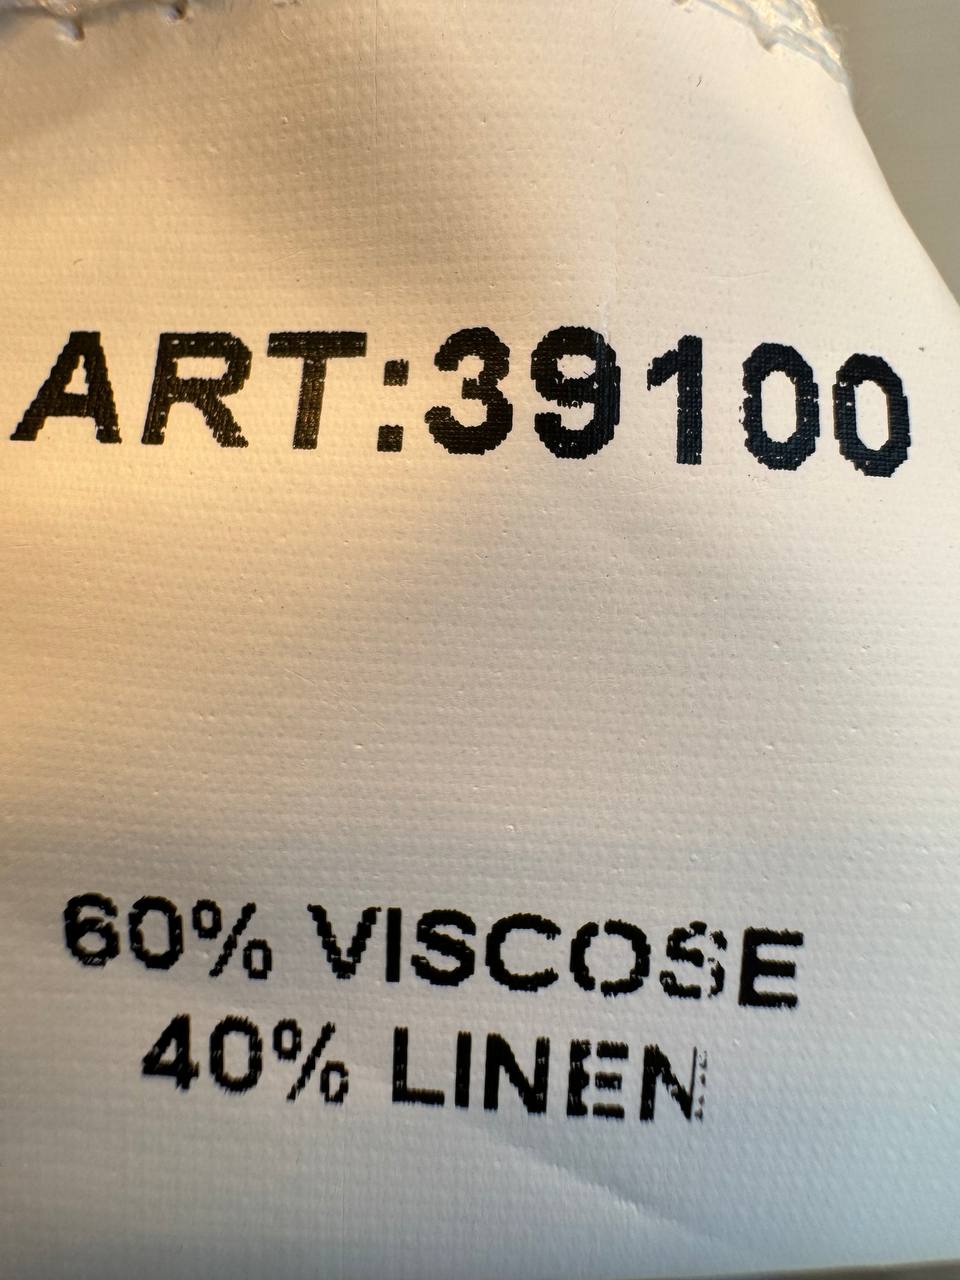 ART:39100
60% VISCOSE
40% LINEN